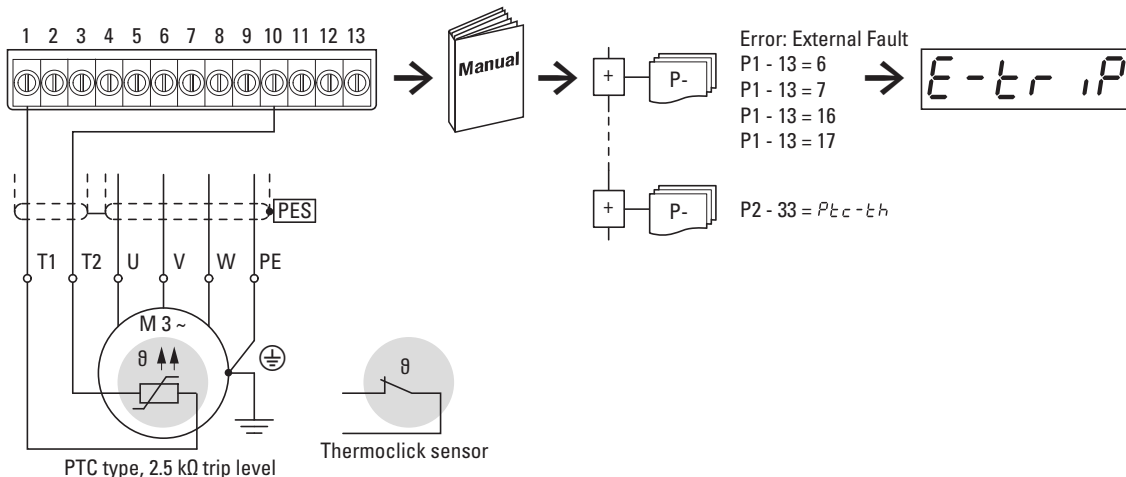 1 2 3 4 5 6 7 8 9 10 11 12 13
Manual
+
P-
Error: External Fault
P1 - 13 = 6
P1 - 13 = 7
P1 - 13 = 16
P1 - 13 = 17
E-triP
+
P-
P2 - 33 = Ptc-th
PES
T1 T2 U V W PE
M 3 ~
ϑ
ϑ
Thermoclick sensor
PTC type, 2.5 kΩ trip level